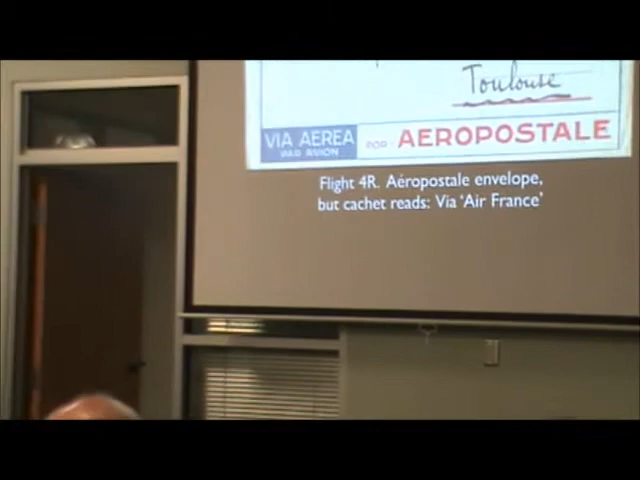 Toulouse
VIA AEREA
PAR AVION
POR AEROPOSTALE
Flight 4R. Aéropostale envelope,
but cachet reads: Via 'Air France'